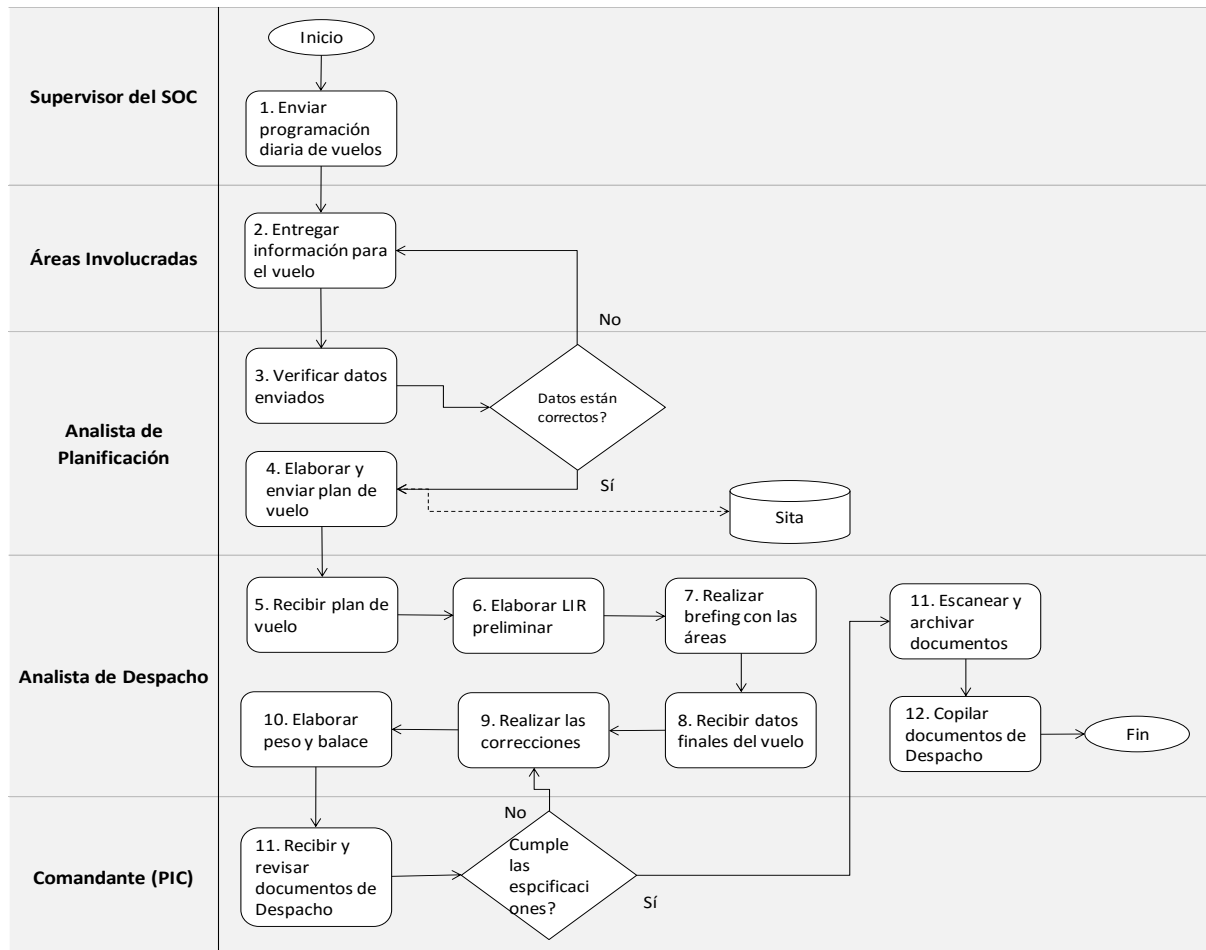 Inicio
Supervisor del SOC
1. Enviar
programación
diaria de vuelos
Áreas Involucradas
2. Entregar
información para
el vuelo
No
Analista de
Planificación
3. Verificar datos
enviados
Datos están
correctos?
4. Elaborar y
enviar plan de
vuelo
Sí
Sita
Analista de Despacho
5. Recibir plan de
vuelo
6. Elaborar LIR
preliminar
7. Realizar
brefing con las
áreas
11. Escanear y
archivar
documentos
10. Elaborar
peso y balace
9. Realizar las
correcciones
8. Recibir datos
finales del vuelo
12. Copilar
documentos de
Despacho
Fin
Comandante (PIC)
11. Recibir y
revisar
documentos de
Despacho
No
Cumple
las
espcificaci
ones?
Sí